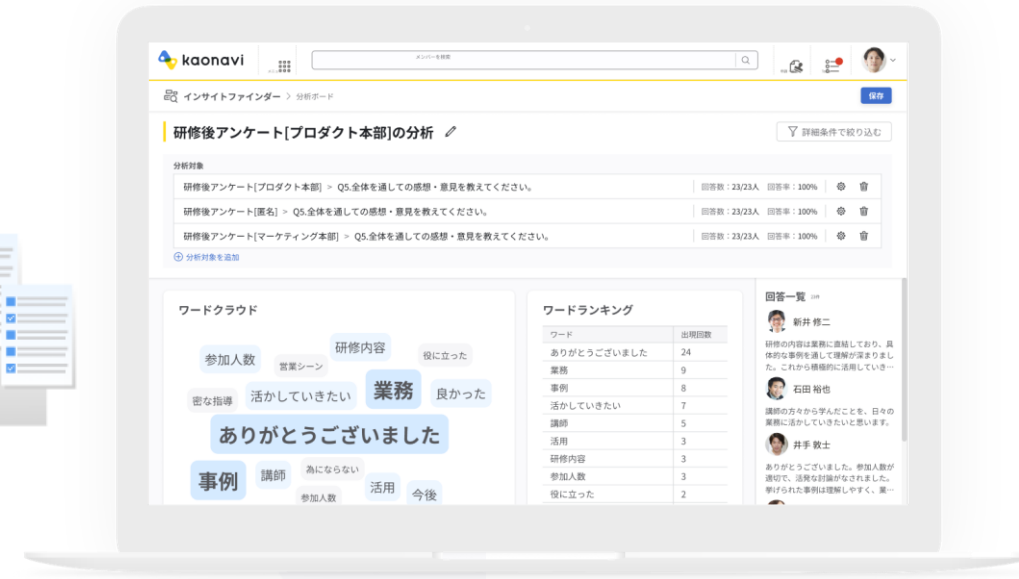 kaonavi
メンバーを検索
インサイトファインダー > 分析ボード
保存
研修後アンケート[プロダクト本部]の分析
詳細条件で絞り込む
分析対象
研修後アンケート[プロダクト本部] > Q5.全体を通しての感想・意見を教えてください。 回答数：23/23人 回答率：100%
研修後アンケート[匿名] > Q5.全体を通しての感想・意見を教えてください。 回答数：23/23人 回答率：100%
研修後アンケート[マーケティング本部] > Q5.全体を通しての感想・意見を教えてください。 回答数：23/23人 回答率：100%
分析対象を追加
ワードクラウド
研修内容
参加人数
役に立った
営業シーン
業務
良かった
活かしていきたい
密な指導
ありがとうございました
為にならない
講師
事例
活用
今後
参加人数
ワードランキング
ワード 出現回数
ありがとうございました 24
業務 9
事例 8
活かしていきたい 7
講師 5
活用 3
研修内容 3
参加人数 3
役に立った 2
回答一覧
新井 修二
研修の内容は業務に直結しており、具
体的な事例を通して理解が深まりまし
た。これから積極的に活用していき…
石田 裕也
講師の方々から学んだことを、日々の
業務に活かしていきたいと思います。
井手 敦士
ありがとうございました。参加人数が
適切で、活発な討論がなされました。
挙げられた事例は理解しやすく、業…